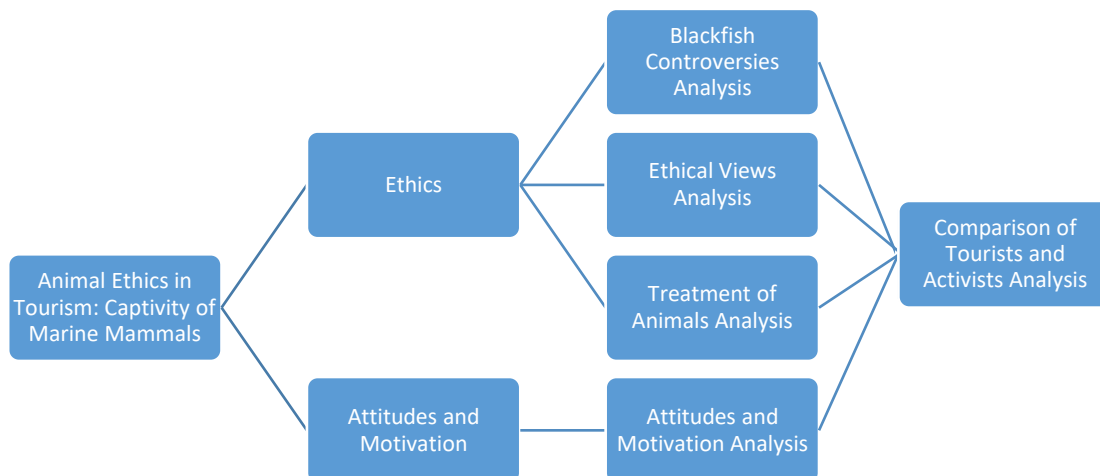 Blackfish
Controversies
Analysis
Ethics
Ethical Views
Analysis
Comparison of
Tourists and
Activists Analysis
Animal Ethics in
Tourism: Captivity of
Marine Mammals
Treatment of
Animals Analysis
Attitudes and
Motivation
Attitudes and
Motivation Analysis